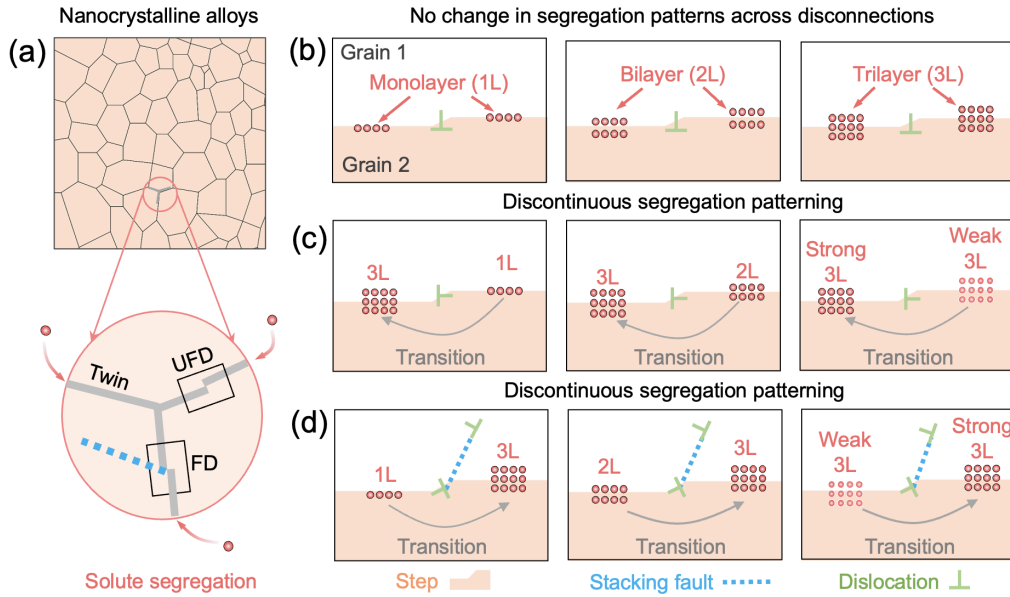 Nanocrystalline alloys
(a)
Twin
UFD
FD
Solute segregation
No change in segregation patterns across disconnections
(b)
Grain 1
Monolayer (1L)
Grain 2
Bilayer (2L)
Trilayer (3L)
Discontinuous segregation patterning
(c)
3L
1L
Transition
3L
2L
Transition
Strong
3L
Weak
3L
Transition
Discontinuous segregation patterning
(d)
1L
3L
Transition
2L
3L
Transition
Weak
3L
Strong
3L
Transition
Step
Stacking fault
Dislocation